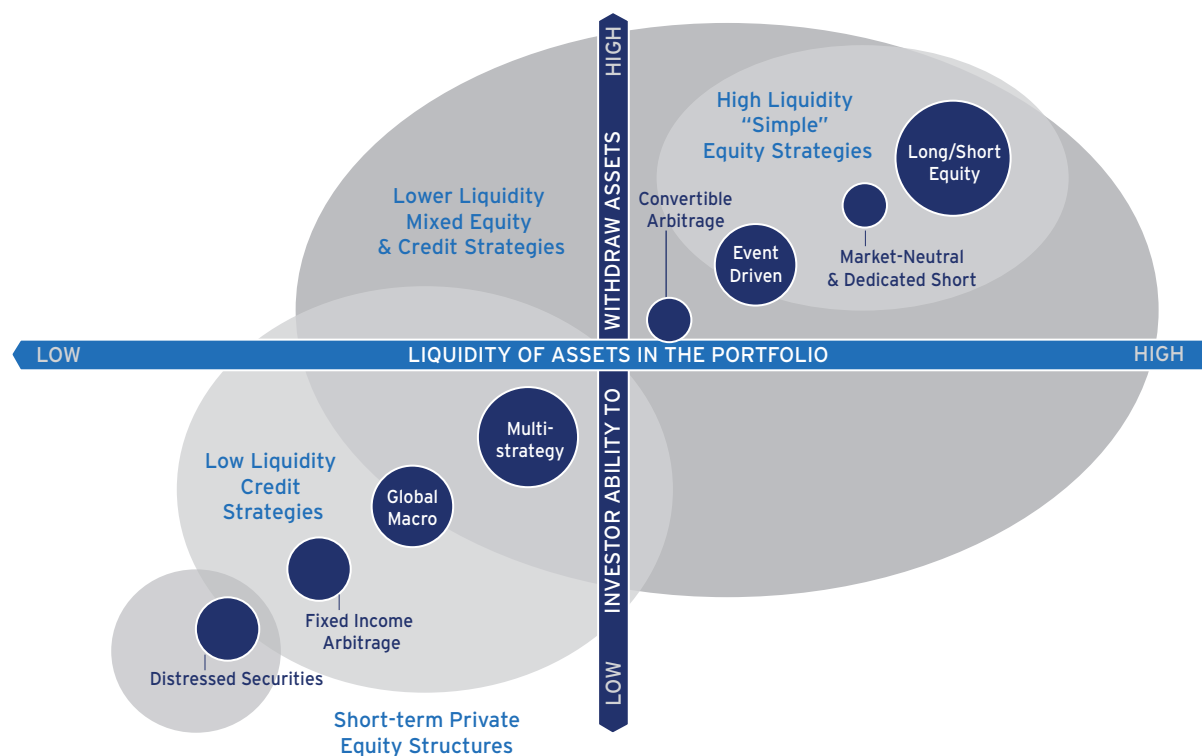 HIGH
High Liquidity
“Simple”
Equity Strategies
Long/Short
Equity
Lower Liquidity
Mixed Equity
& Credit Strategies
Convertible
Arbitrage
Event
Driven
Market-Neutral
& Dedicated Short
INVESTOR ABILITY TO WITHDRAW ASSETS
LOW LIQUIDITY OF ASSETS IN THE PORTFOLIO HIGH
Multi-
strategy
Low Liquidity
Credit
Strategies
Global
Macro
Fixed Income
Arbitrage
Distressed Securities
LOW
Short-term Private
Equity Structures